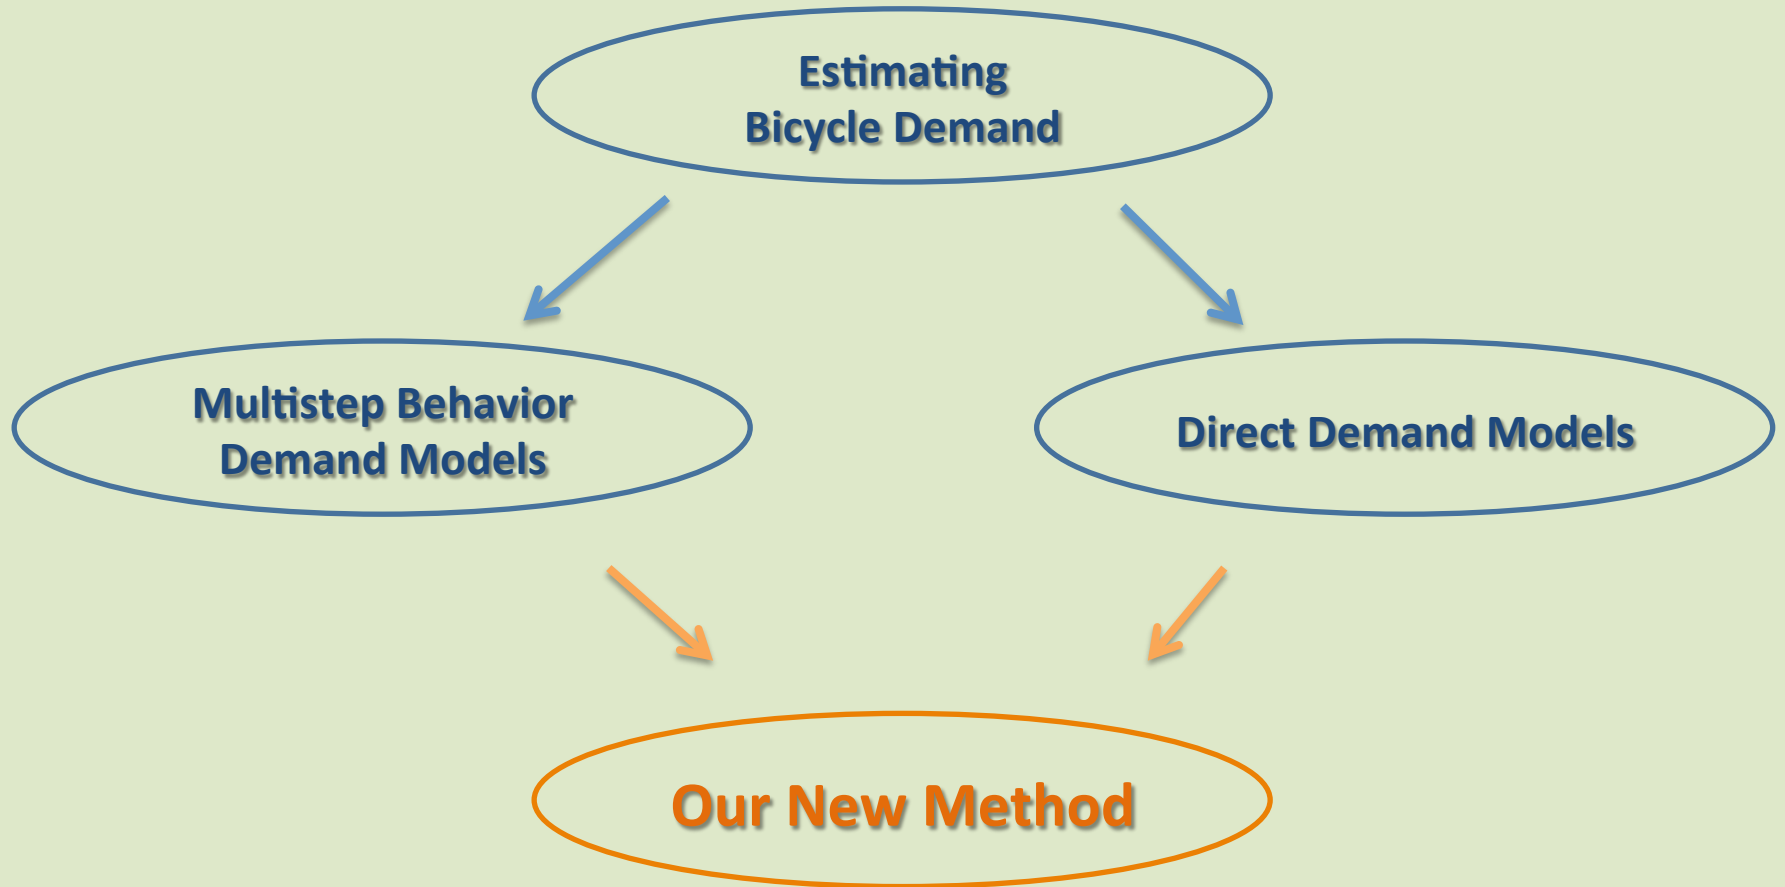 Estimating
Bicycle Demand
Multistep Behavior
Demand Models
Direct Demand Models
Our New Method